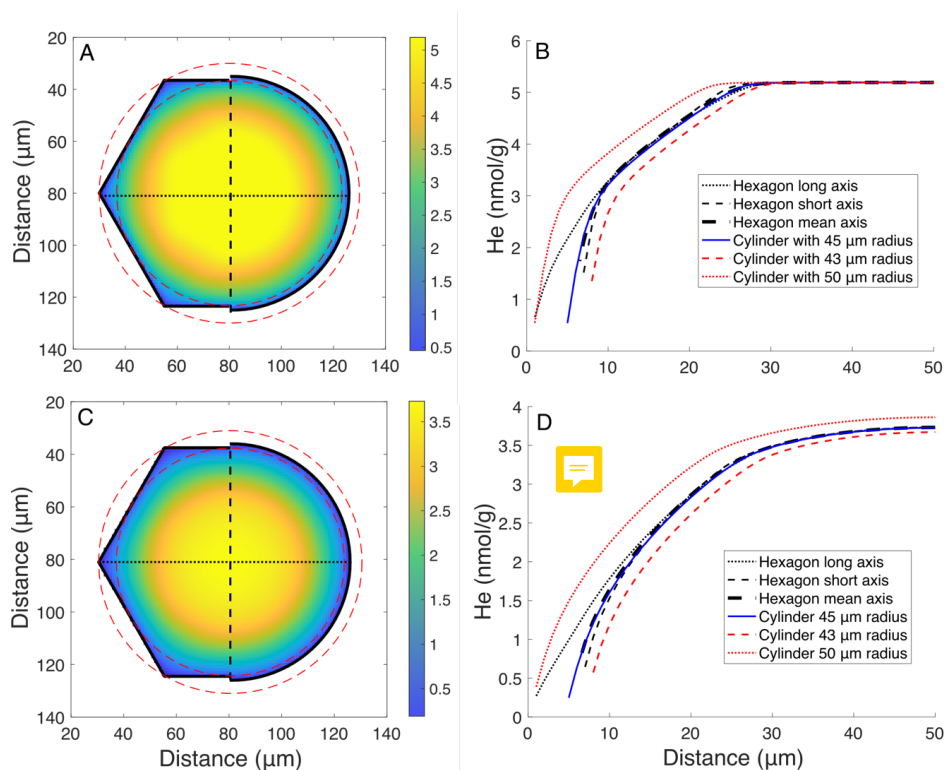 A
20
40
60
80
100
120
140
20 40 60 80 100 120 140
Distance (μm)
5
4.5
4
3.5
3
2.5
2
1.5
1
0.5
B
6
5
4
3
2
1
0
0 10 20 30 40 50
He (nmol/g)
Hexagon long axis
Hexagon short axis
Hexagon mean axis
Cylinder with 45 μm radius
Cylinder with 43 μm radius
Cylinder with 50 μm radius
C
20
40
60
80
100
120
140
20 40 60 80 100 120 140
Distance (μm)
Distance (μm)
3.5
3
2.5
2
1.5
1
0.5
D
4
3.5
3
2.5
2
1.5
1
0.5
0
0 10 20 30 40 50
He (nmol/g)
Distance (μm)
Hexagon long axis
Hexagon short axis
Hexagon mean axis
Cylinder 45 μm radius
Cylinder 43 μm radius
Cylinder 50 μm radius